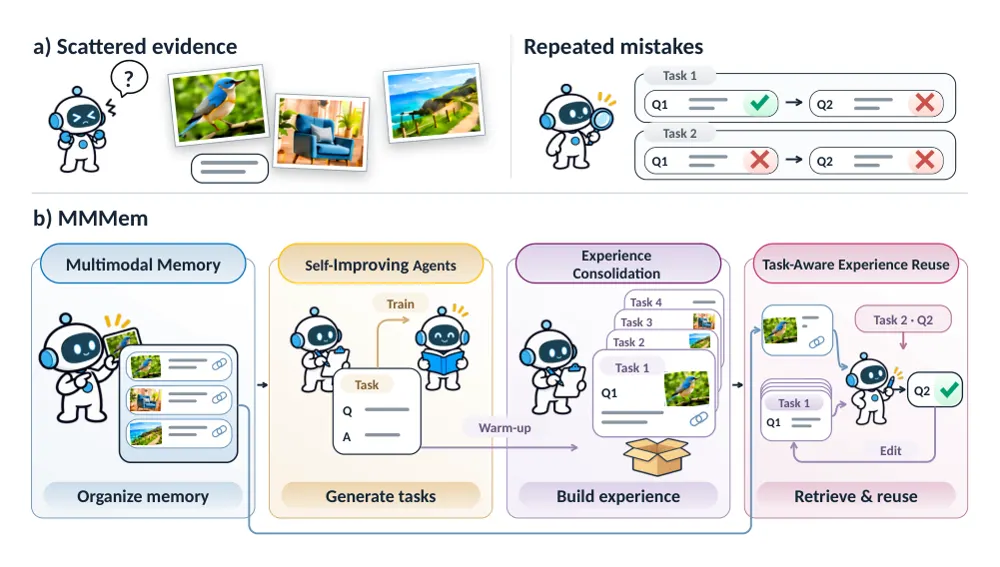 a) Scattered evidence
?
Repeated mistakes
Task 1
Q1
Q2
Task 2
Q1
Q2
b) MMMem
Multimodal Memory
Organize memory
Self-Improving Agents
Train
Task
Q
A
Warm-up
Generate tasks
Experience
Consolidation
Task 4
Task 3
Task 2
Task 1
Q1
Build experience
Task-Aware Experience Reuse
Task 2 · Q2
Task 1
Q1
Q2
Edit
Retrieve & reuse